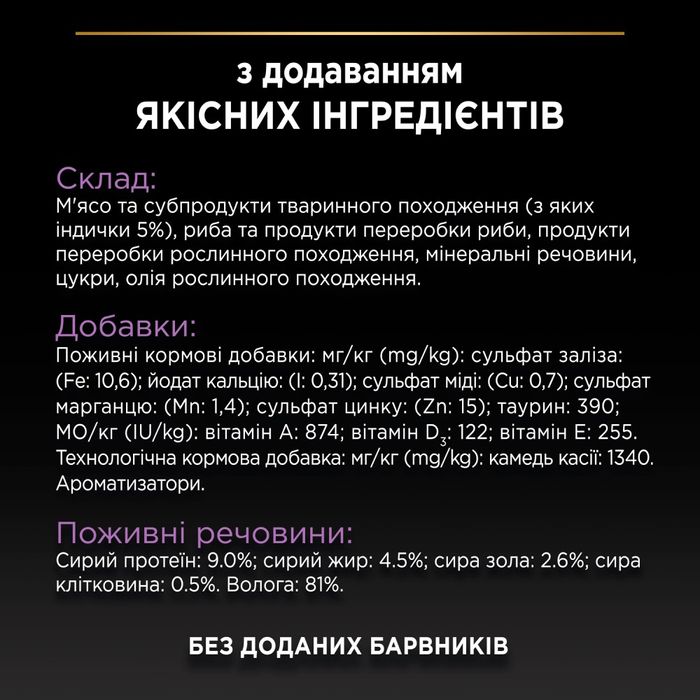 з додаванням
ЯКІСНИХ ІНГРЕДІЄНТІВ
Склад:
М'ясо та субпродукти тваринного походження (з яких
індички 5%), риба та продукти переробки риби, продукти
переробки рослинного походження, мінеральні речовини,
цукри, олія рослинного походження.
Добавки:
Поживні кормові добавки: мг/кг (mg/kg): сульфат заліза:
(Fe: 10,6); йодат кальцію: (I: 0,31); сульфат міді: (Cu: 0,7); сульфат
марганцю: (Mn: 1,4); сульфат цинку: (Zn: 15); таурин: 390;
МО/кг (IU/kg): вітамін А: 874; вітамін D₃: 122; вітамін Е: 255.
Технологічна кормова добавка: мг/кг (mg/kg): камедь касії: 1340.
Ароматизатори.
Поживні речовини:
Сирий протеїн: 9.0%; сирий жир: 4.5%; сира зола: 2.6%; сира
клітковина: 0.5%. Волога: 81%.
БЕЗ ДОДАНИХ БАРВНИКІВ